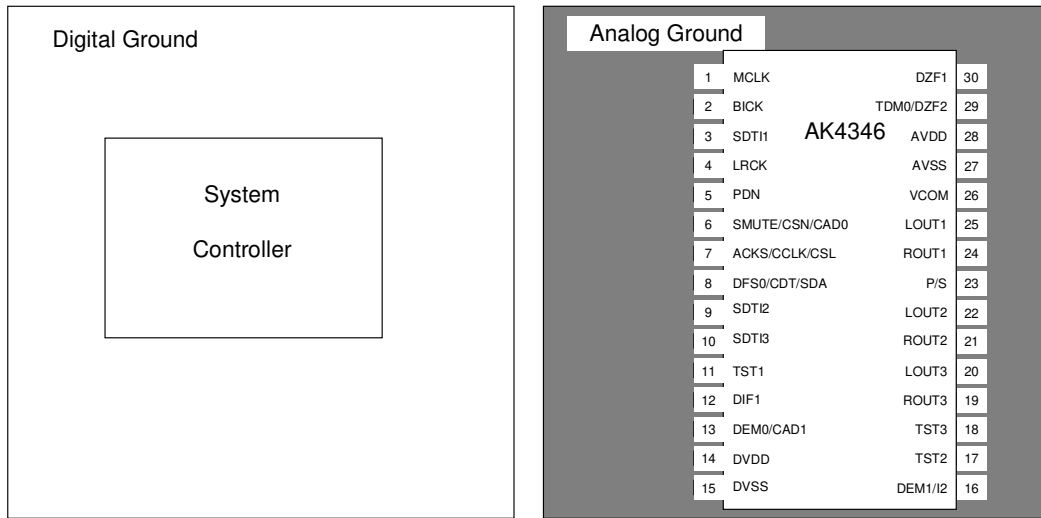 Digital Ground
System
Controller
Analog Ground
AK4346
1 MCLK DZF1 30
2 BICK TDM0/DZF2 29
3 SDTI1 AVDD 28
4 LRCK AVSS 27
5 PDN VCOM 26
6 SMUTE/CSN/CAD0 LOUT1 25
7 ACKS/CCLK/CSL ROUT1 24
8 DFS0/CDT/SDA P/S 23
9 SDTI2 LOUT2 22
10 SDTI3 ROUT2 21
11 TST1 LOUT3 20
12 DIF1 ROUT3 19
13 DEM0/CAD1 TST3 18
14 DVDD TST2 17
15 DVSS DEM1/I2 16